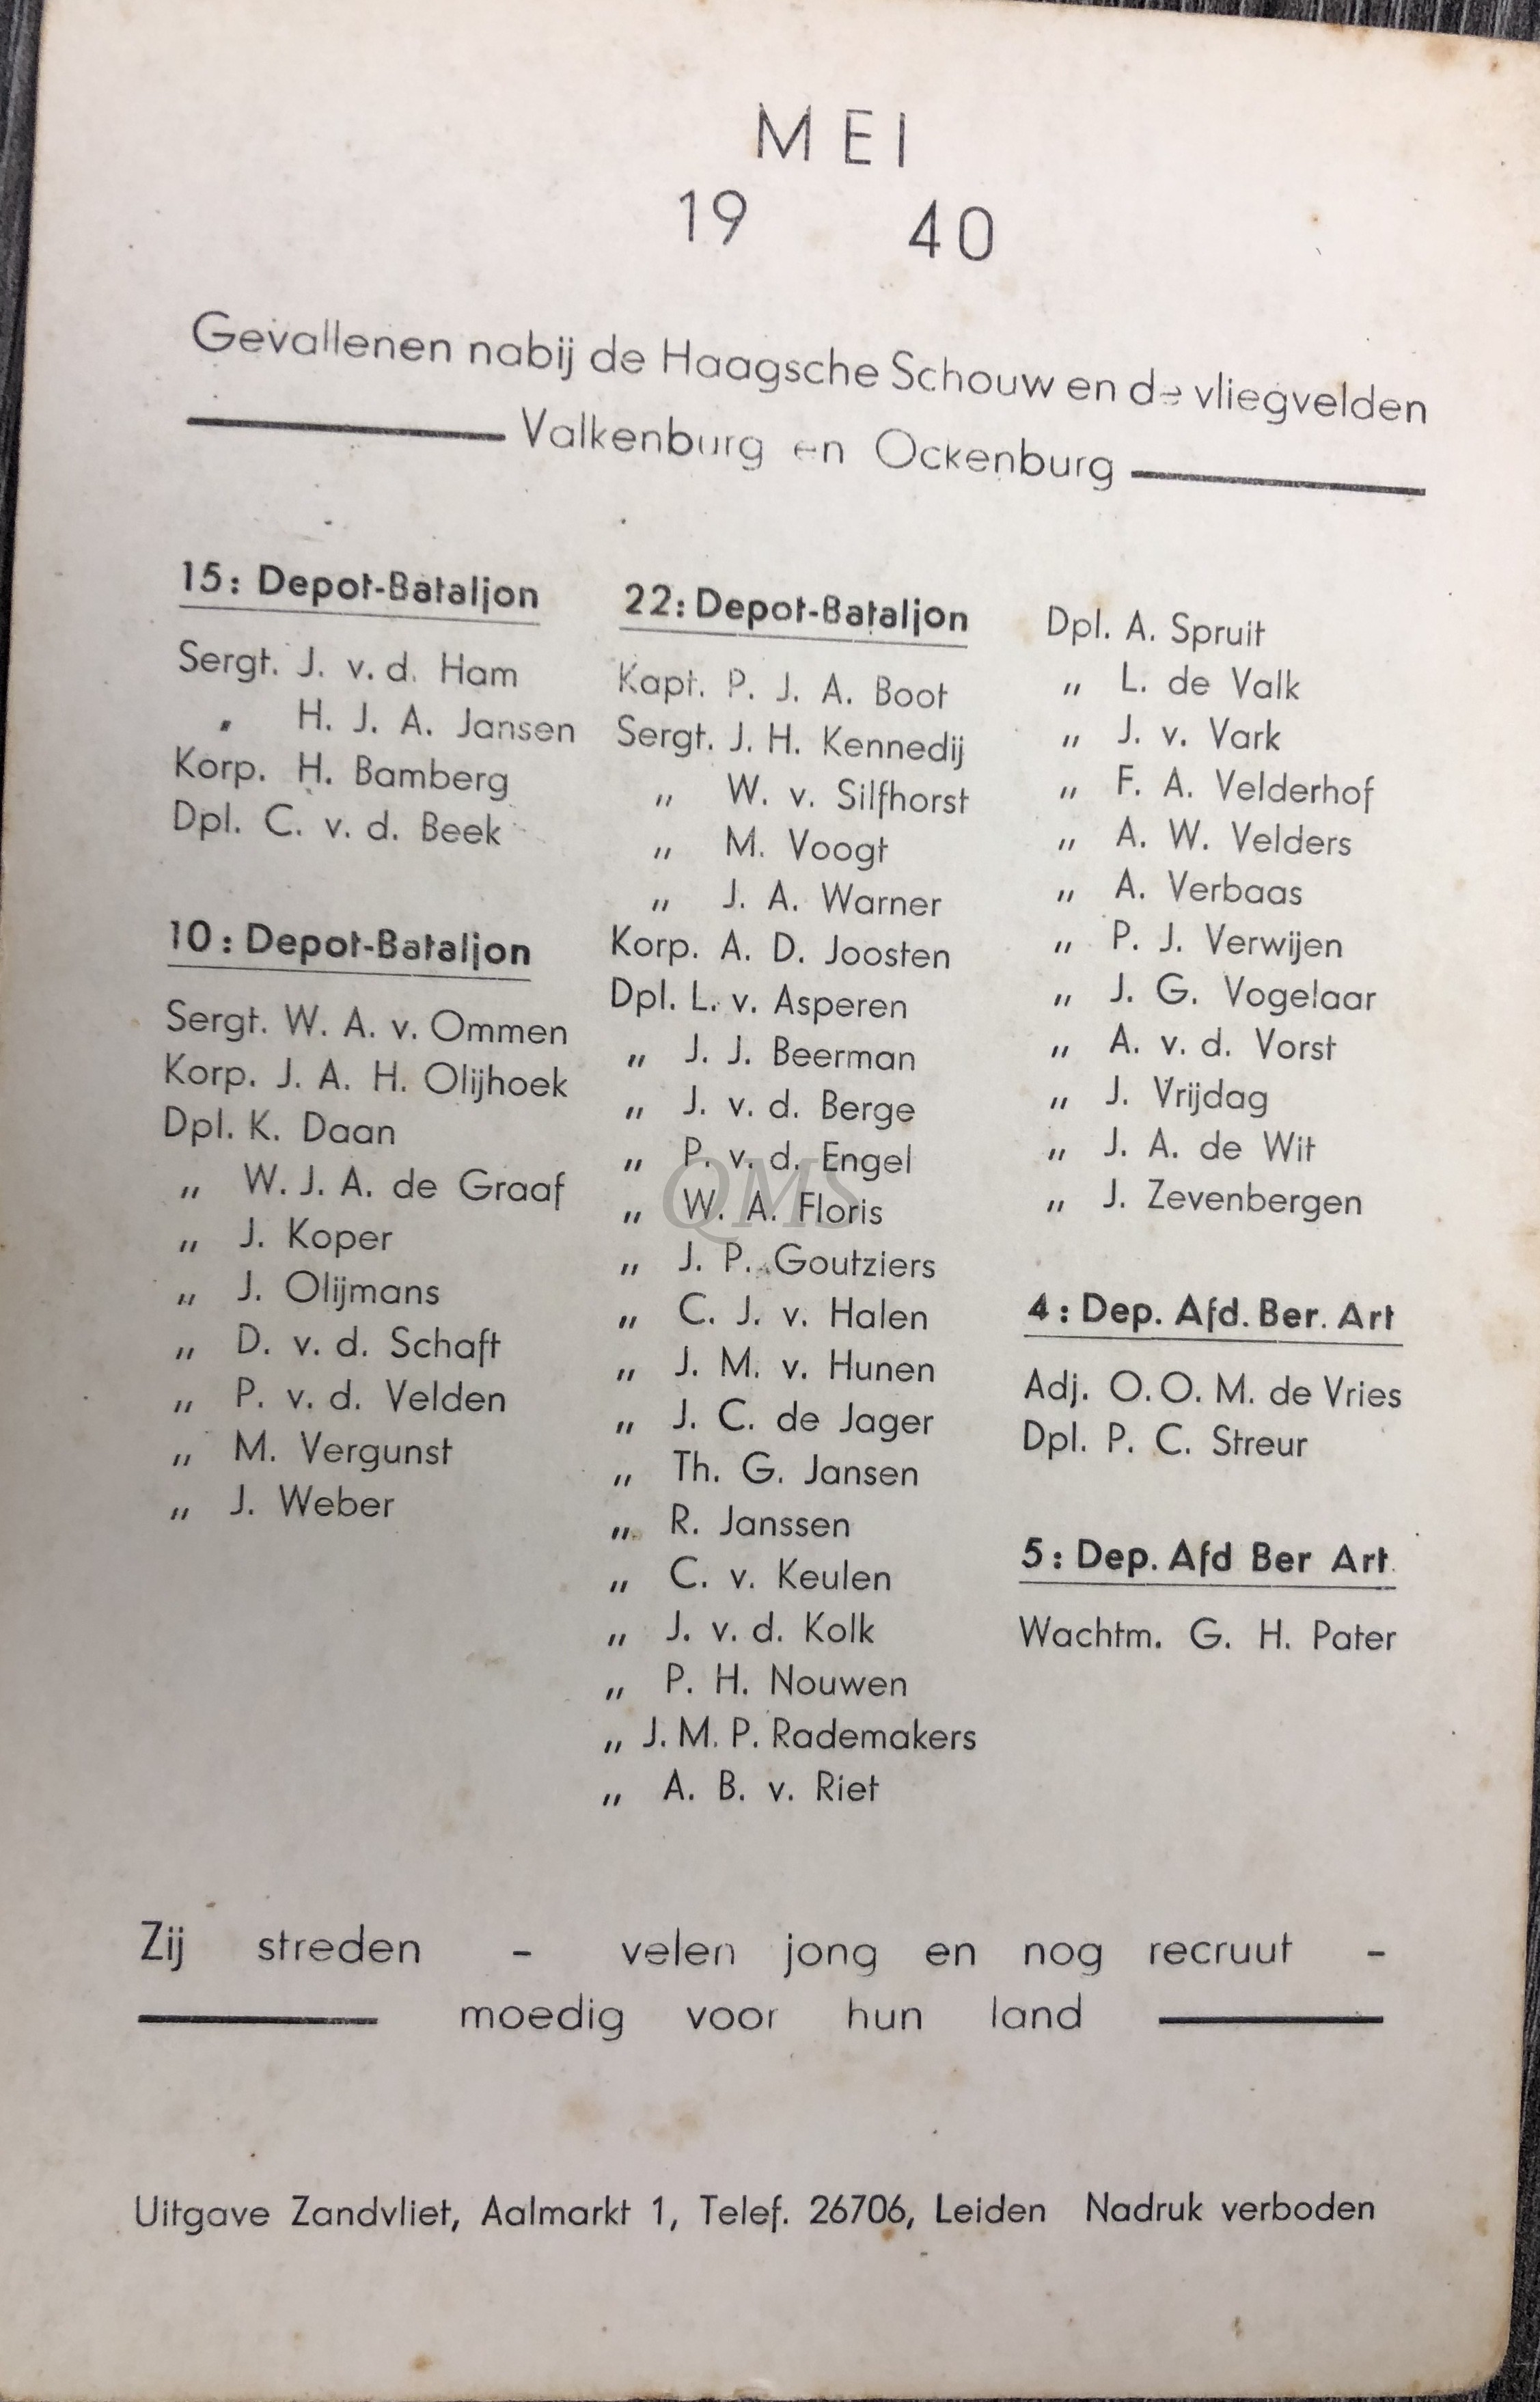 MEI
19 40
Gevallenen nabij de Haagsche Schouw en de vliegvelden
Valkenburg en Ockenburg
15: Depot-Bataljon
Sergt. J. v. d. Ham
" H. J. A. Jansen
Korp. H. Bamberg
Dpl. C. v. d. Beek
10: Depot-Bataljon
Sergt. W. A. v. Ommen
Korp. J. A. H. Olijhoek
Dpl. K. Daan
„ W. J. A. de Graaf
„ J. Koper
„ J. Olijmans
„ D. v. d. Schaft
„ P. v. d. Velden
„ M. Vergunst
„ J. Weber
22: Depot-Bataljon
Kapt. P. J. A. Boot
Sergt. J. H. Kennedij
„ W. v. Silfhorst
„ M. Voogt
„ J. A. Warner
Korp. A. D. Joosten
Dpl. L. v. Asperen
„ J. J. Beerman
„ J. v. d. Berge
„ P. v. d. Engel
„ W. A. Floris
„ J. P. Goutziers
„ C. J. v. Halen
„ J. M. v. Hunen
„ J. C. de Jager
„ Th. G. Jansen
„ R. Janssen
„ C. v. Keulen
„ J. v. d. Kolk
„ P. H. Nouwen
„ J. M. P. Rademakers
„ A. B. v. Riet
Dpl. A. Spruit
„ L. de Valk
„ J. v. Vark
„ F. A. Velderhof
„ A. W. Velders
„ A. Verbaas
„ P. J. Verwijen
„ J. G. Vogelaar
„ A. v. d. Vorst
„ J. Vrijdag
„ J. A. de Wit
„ J. Zevenbergen
4: Dep. Afd. Ber. Art
Adj. O. O. M. de Vries
Dpl. P. C. Streur
5: Dep. Afd Ber Art.
Wachtm. G. H. Pater
QMS
Zij streden - velen jong en nog recruut -
moedig voor hun land
Uitgave Zandvliet, Aalmarkt 1, Telef. 26706, Leiden Nadruk verboden